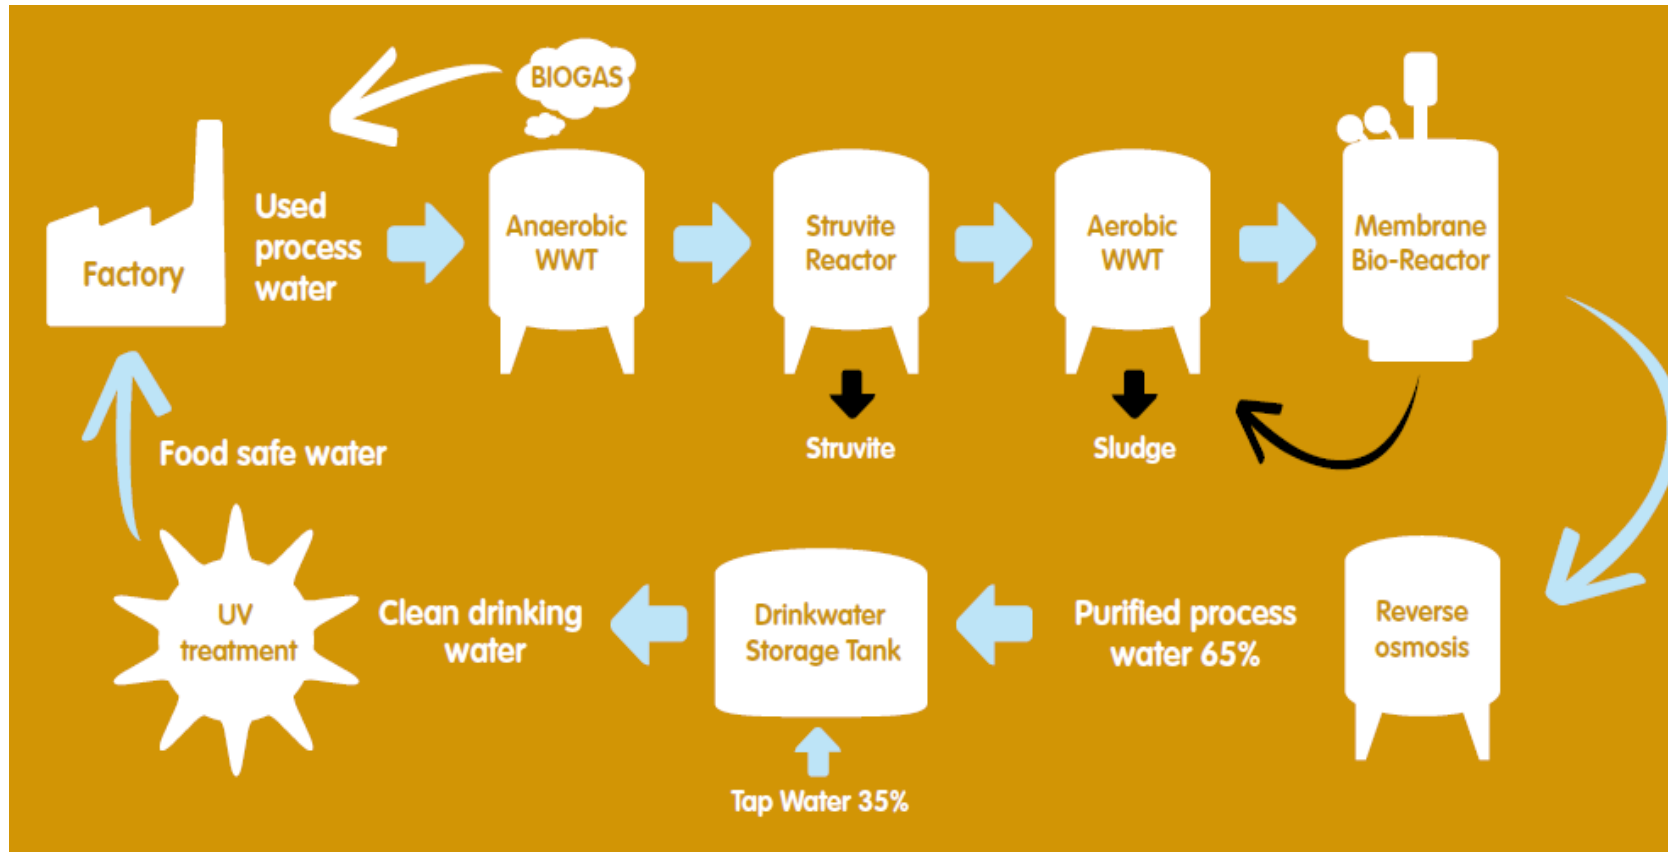 BIOGAS
Factory
Used
process
water
Anaerobic
WWT
Struvite
Reactor
Aerobic
WWT
Membrane
Bio-Reactor
Struvite
Sludge
Food safe water
UV
treatment
Clean drinking
water
Drinkwater
Storage Tank
Purified process
water 65%
Reverse
osmosis
Tap Water 35%